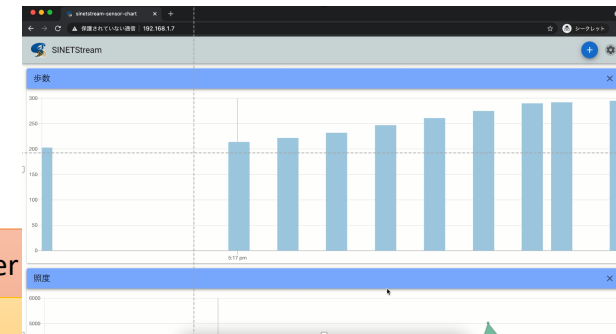 sinetstream-sensor-chart
保護されていない通信 192.168.1.7
シークレット
SINETStream
歩数
300
250
200
150
100
50
0
5:17 pm
er
照度
6000
5000